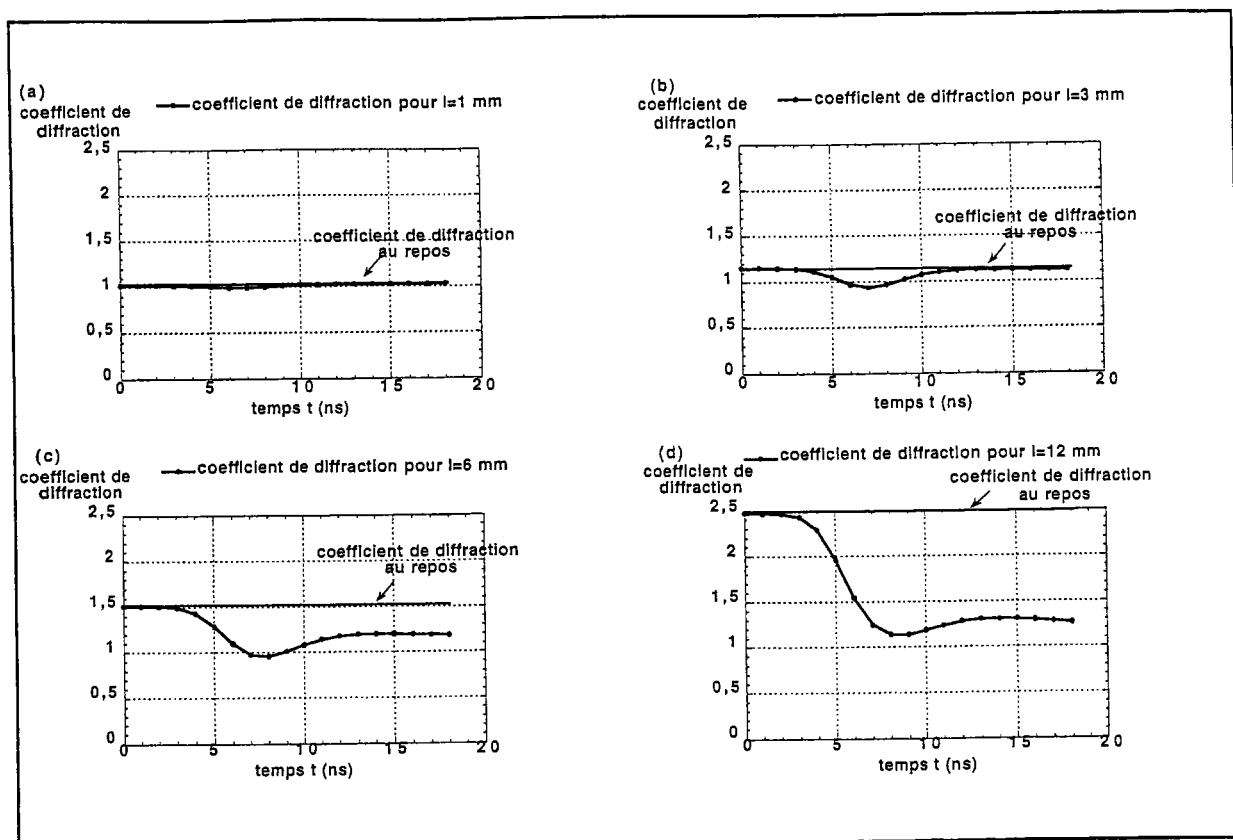 (a)
coefficient de
diffraction
coefficient de diffraction pour l=1 mm
2,5
2
1,5
1
0,5
0
coefficient de diffraction
au repos
0 5 10 15 20
temps t (ns)
(b)
coefficient de
diffraction
coefficient de diffraction pour l=3 mm
2,5
2
1,5
1
0,5
0
coefficient de diffraction
au repos
0 5 10 15 20
temps t (ns)
(c)
coefficient de
diffraction
coefficient de diffraction pour l=6 mm
2,5
2
1,5
1
0,5
0
coefficient de diffraction
au repos
0 5 10 15 20
temps t (ns)
(d)
coefficient de
diffraction
coefficient de diffraction pour l=12 mm
coefficient de diffraction
au repos
2,5
2
1,5
1
0,5
0
0 5 10 15 20
temps t (ns)